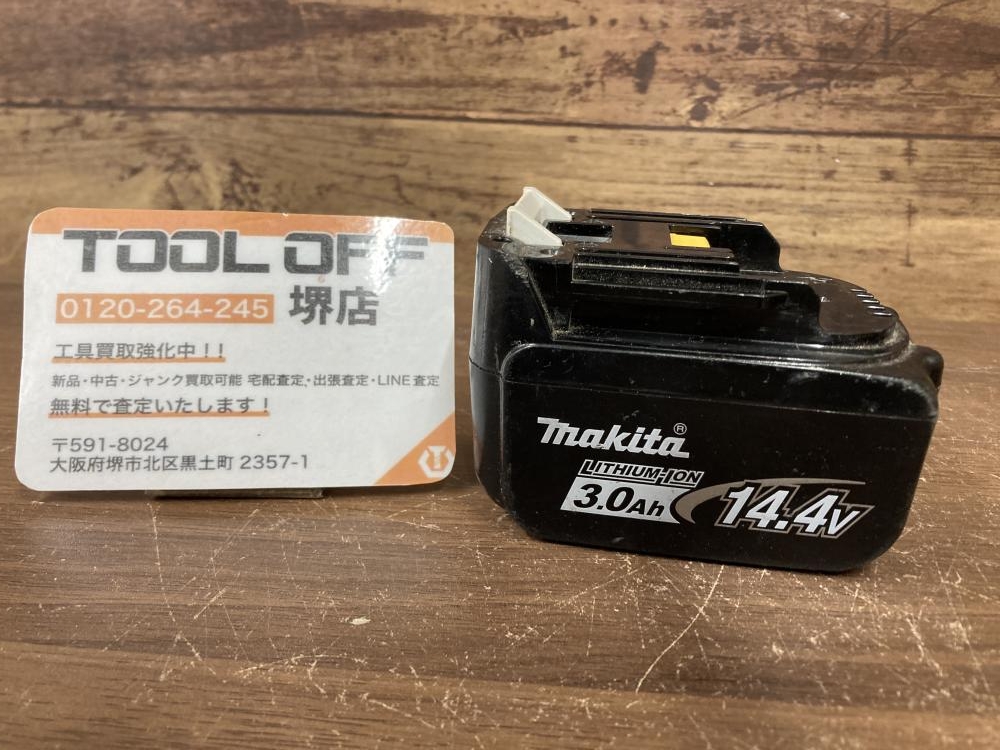 TOOL OFF
0120-264-245 堺店
工具買取強化中!!
新品・中古・ジャンク買取可能 宅配査定・出張査定・LINE査定
無料で査定いたします!
〒591-8024
大阪府堺市北区黒土町 2357-1
makita®
LITHIUM-ION
3.0Ah 14.4V